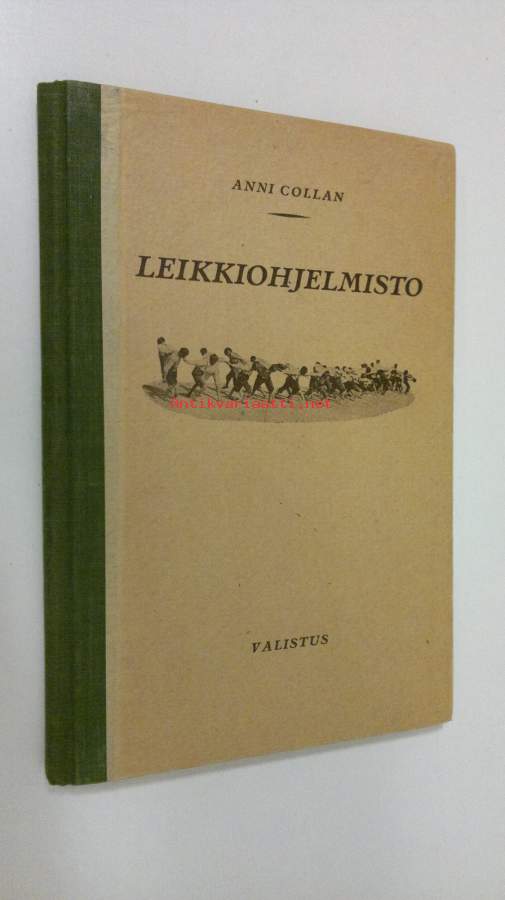 ANNI COLLAN
LEIKKIOHJELMISTO
Antikvariaatti.net
VALISTUS